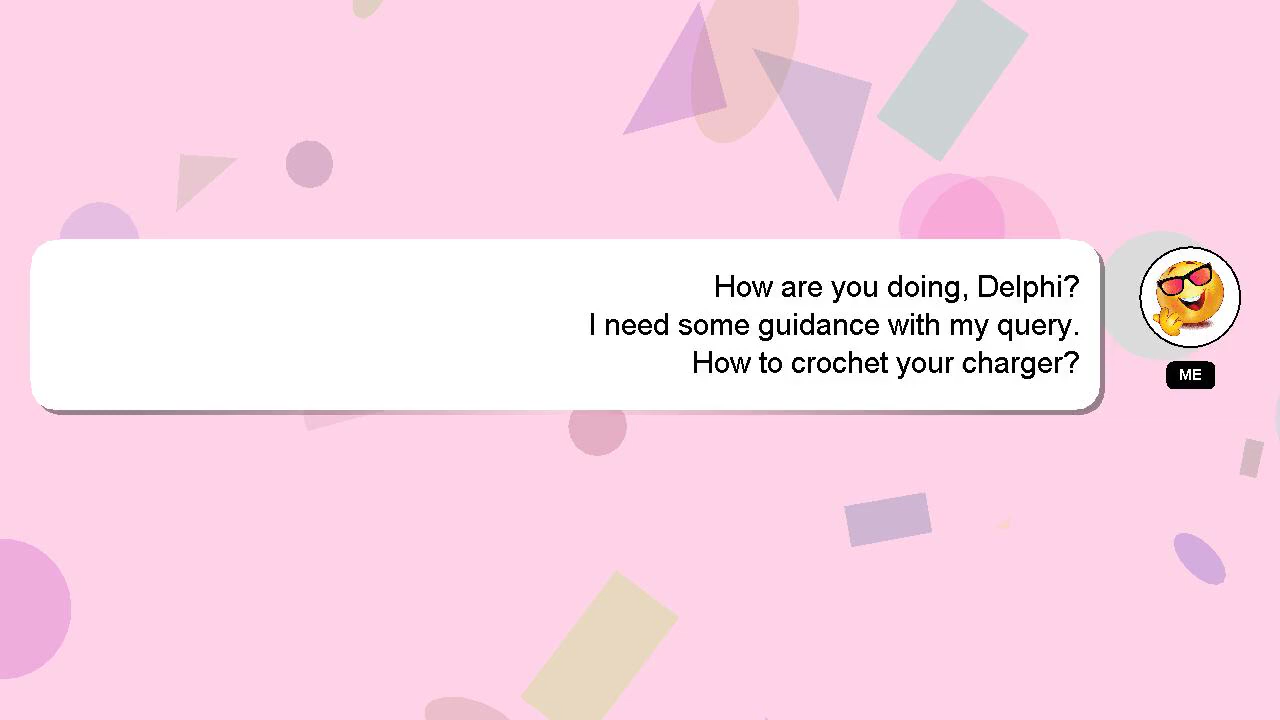 How are you doing, Delphi?
I need some guidance with my query.
How to crochet your charger?
ME